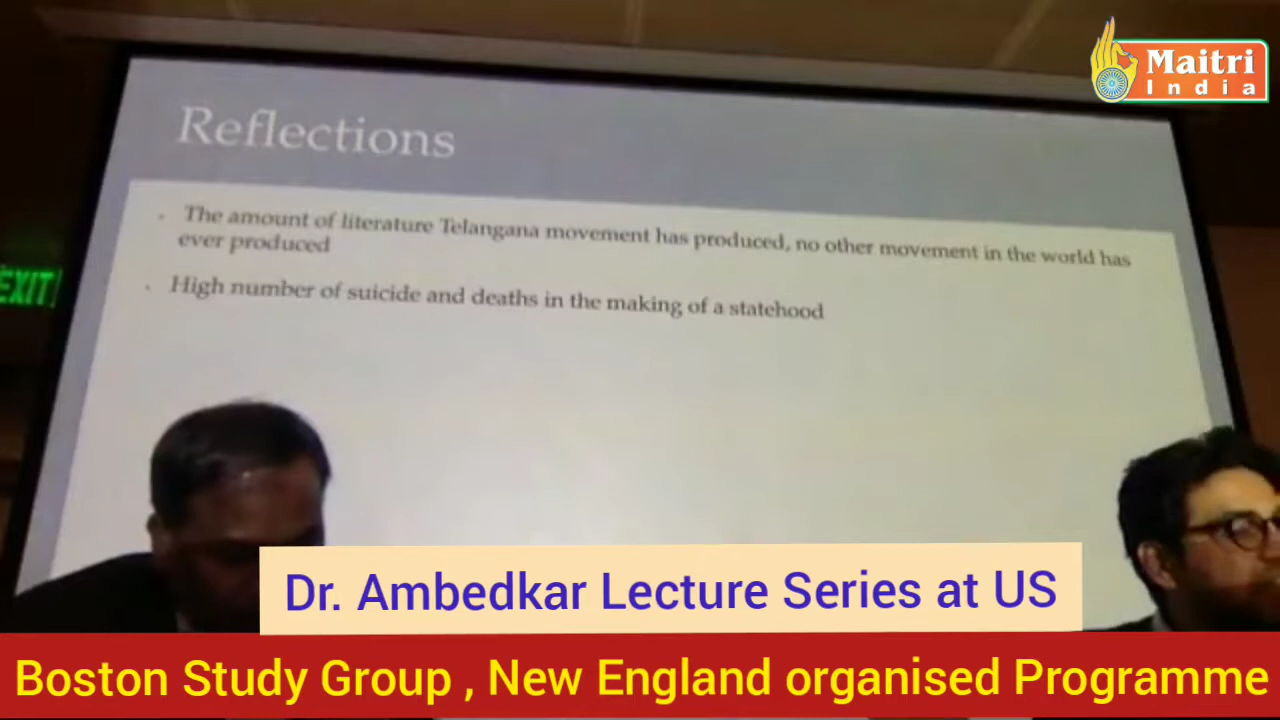 Maitri
India
Reflections
The amount of literature Telangana movement has produced, no other movement in the world has
ever produced
EXIT
High number of suicide and deaths in the making of a statehood
Dr. Ambedkar Lecture Series at US
Boston Study Group , New England organised Programme